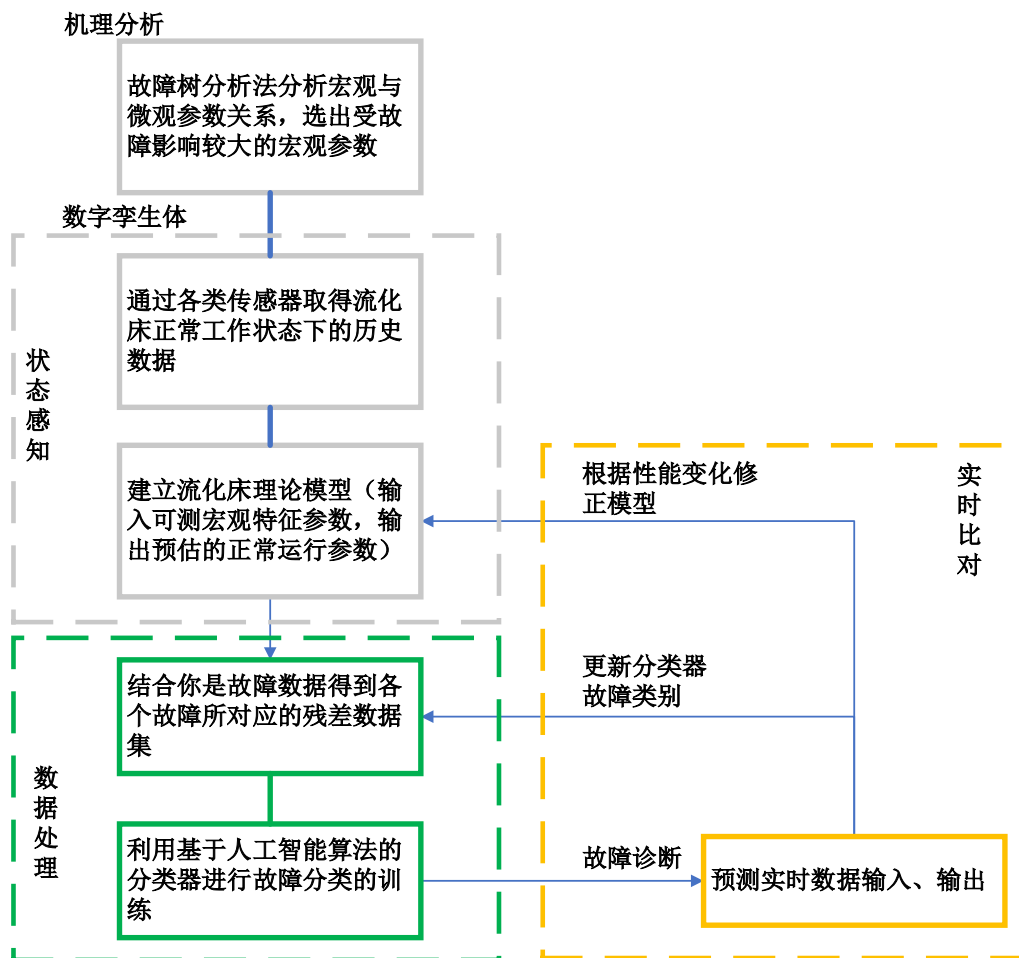 机理分析
故障树分析法分析宏观与
微观参数关系，选出受故
障影响较大的宏观参数
数字孪生体
通过各类传感器取得流化
床正常工作状态下的历史
数据
状态感知
建立流化床理论模型（输
入可测宏观特征参数，输
出预估的正常运行参数）
根据性能变化修
正模型
实时比对
结合你是故障数据得到各
个故障所对应的残差数据
集
更新分类器
故障类别
数据处理
利用基于人工智能算法的
分类器进行故障分类的训
练
故障诊断
预测实时数据输入、输出